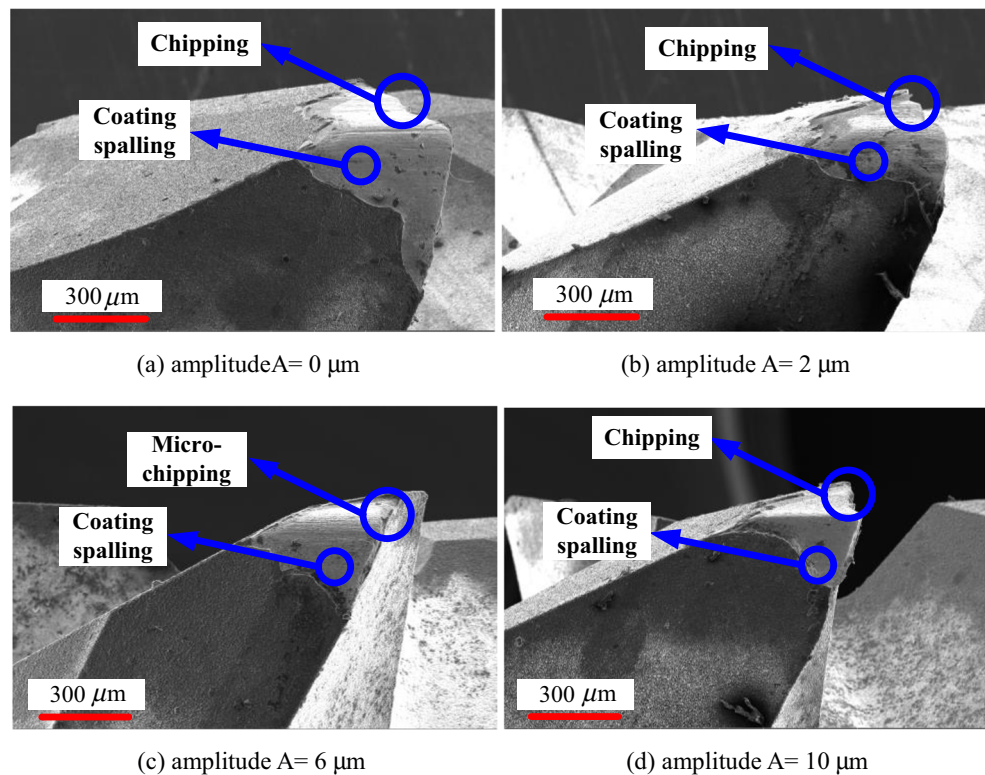 Chipping
Coating
spalling
300 μm
(a) amplitudeA= 0 μm
Chipping
Coating
spalling
300 μm
(b) amplitude A= 2 μm
Micro-
chipping
Coating
spalling
300 μm
(c) amplitude A= 6 μm
Chipping
Coating
spalling
300 μm
(d) amplitude A= 10 μm